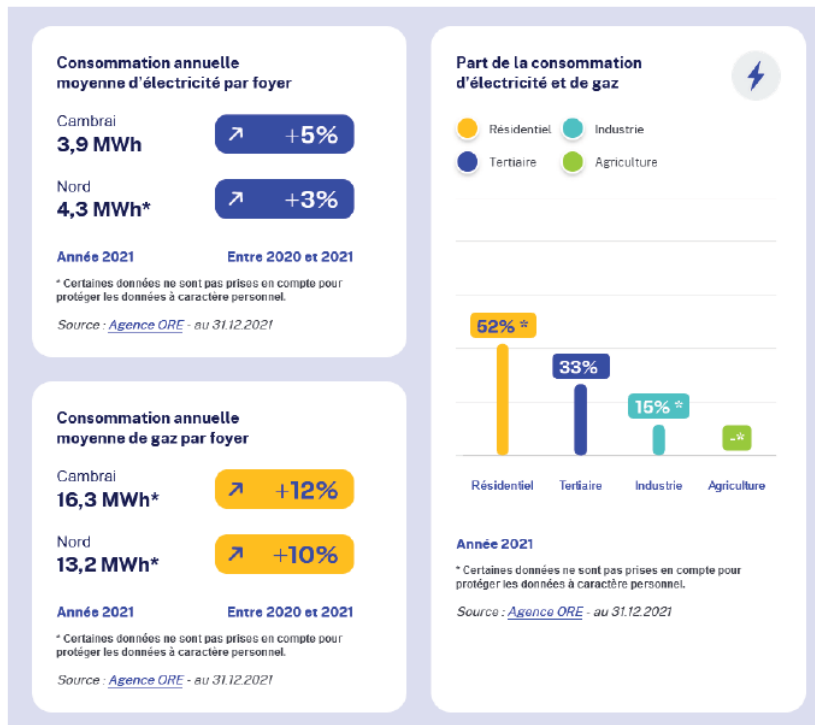 Consommation annuelle
moyenne d'électricité par foyer
Cambrai
3,9 MWh
+5%
Nord
4,3 MWh*
+3%
Année 2021
Entre 2020 et 2021
* Certaines données ne sont pas prises en compte pour
protéger les données à caractère personnel.
Source : Agence ORE - au 31.12.2021
Consommation annuelle
moyenne de gaz par foyer
Cambrai
16,3 MWh*
+12%
Nord
13,2 MWh*
+10%
Année 2021
Entre 2020 et 2021
* Certaines données ne sont pas prises en compte pour
protéger les données à caractère personnel.
Source : Agence ORE - au 31.12.2021
Part de la consommation
d'électricité et de gaz
Résidentiel
Industrie
Tertiaire
Agriculture
52% *
33%
15% *
-*
Résidentiel
Tertiaire
Industrie
Agriculture
Année 2021
* Certaines données ne sont pas prises en compte pour
protéger les données à caractère personnel.
Source : Agence ORE - au 31.12.2021